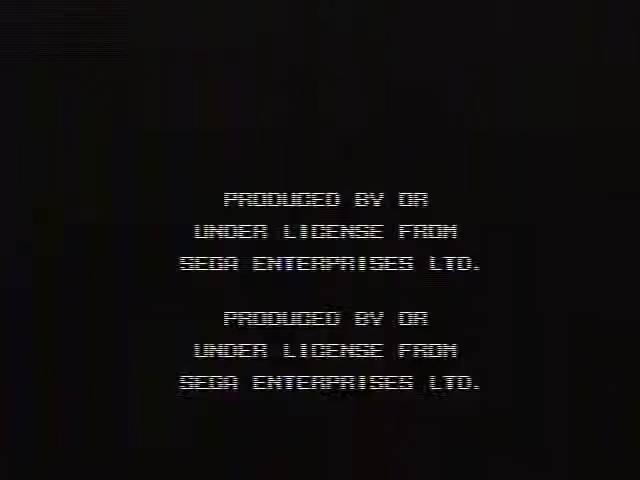 PRODUCED BY OR
UNDER LICENSE FROM
SEGA ENTERPRISES LTD.
PRODUCED BY OR
UNDER LICENSE FROM
SEGA ENTERPRISES LTD.